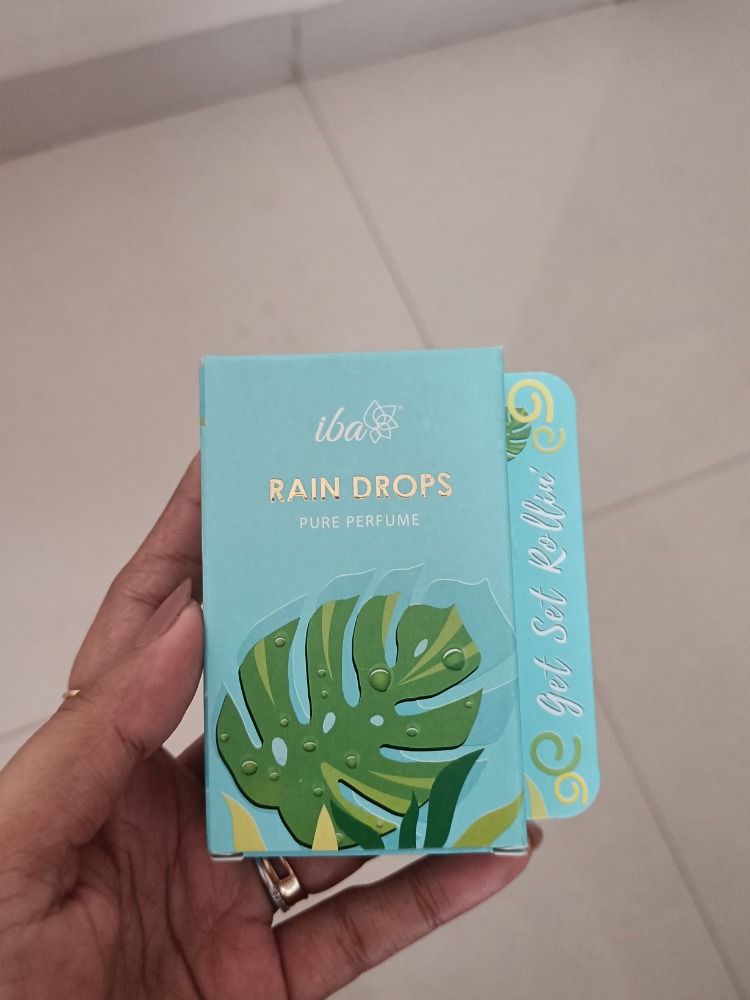 iba
RAIN DROPS
PURE PERFUME
Get Set Rollin'